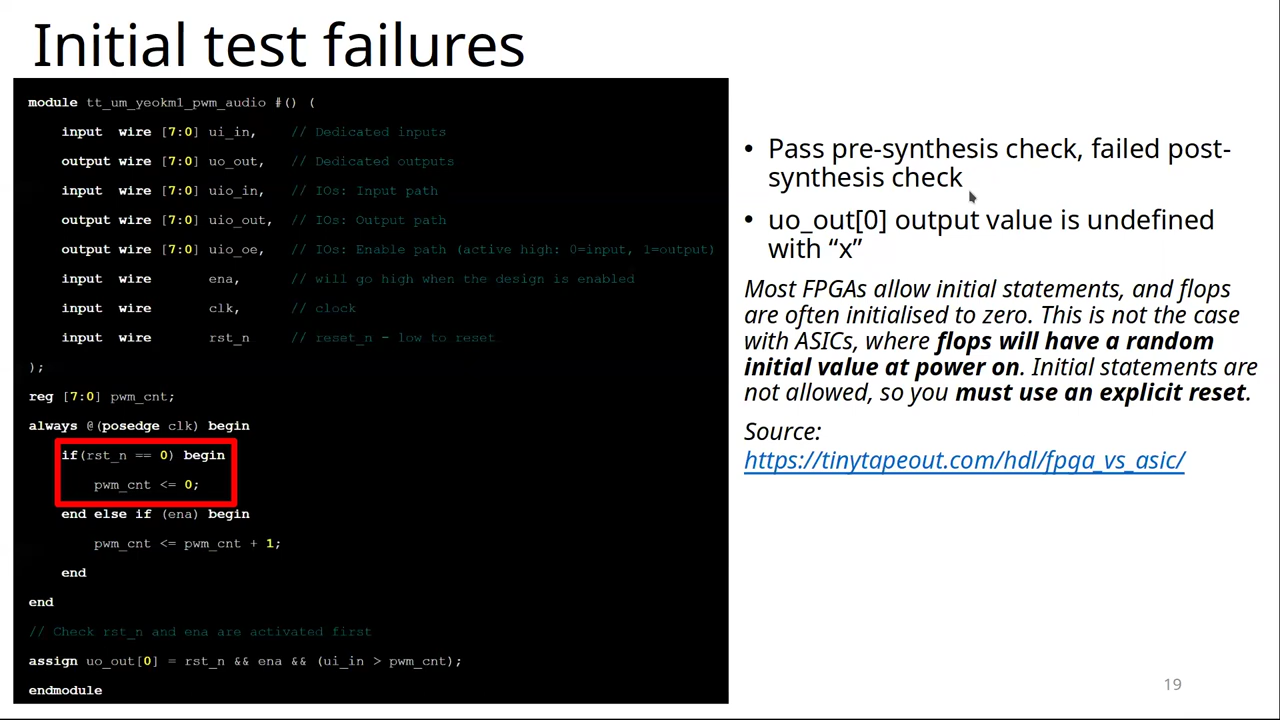 Initial test failures
module tt_um_yeokm1_pwm_audio #() (
input wire [7:0] ui_in, // Dedicated inputs
output wire [7:0] uo_out, // Dedicated outputs
input wire [7:0] uio_in, // IOs: Input path
output wire [7:0] uio_out, // IOs: Output path
output wire [7:0] uio_oe, // IOs: Enable path (active high: 0=input, 1=output)
input wire ena, // will go high when the design is enabled
input wire clk, // clock
input wire rst_n // reset_n - low to reset
);
reg [7:0] pwm_cnt;
always @(posedge clk) begin
if(rst_n == 0) begin
pwm_cnt <= 0;
end else if (ena) begin
pwm_cnt <= pwm_cnt + 1;
end
end
// Check rst_n and ena are activated first
assign uo_out[0] = rst_n && ena && (ui_in > pwm_cnt);
endmodule
• Pass pre-synthesis check, failed post-
synthesis check
• uo_out[0] output value is undefined
with “x”
Most FPGAs allow initial statements, and flops
are often initialised to zero. This is not the case
with ASICs, where flops will have a random
initial value at power on. Initial statements are
not allowed, so you must use an explicit reset.
Source:
https://tinytapeout.com/hdl/fpga_vs_asic/
19